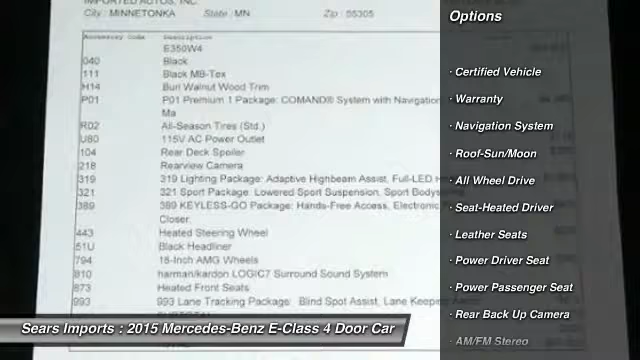 IMPORTED AUTOS, INC.
City : MINNETONKA State : MN Zip : 55305
Accessory Code Description
E350W4
040 Black
111 Black MB-Tex
H14 Burl Walnut Wood Trim
P01 P01 Premium 1 Package: COMAND® System with Navigation
Ma
R02 All-Season Tires (Std.)
U80 115V AC Power Outlet
104 Rear Deck Spoiler
218 Rearview Camera
319 319 Lighting Package: Adaptive Highbeam Assist, Full-LED
321 321 Sport Package: Lowered Sport Suspension, Sport Bodystyling
389 389 KEYLESS-GO Package: Hands-Free Access, Electronic
Closer,
443 Heated Steering Wheel
51U Black Headliner
794 18-Inch AMG Wheels
810 harman/kardon LOGIC7 Surround Sound System
873 Heated Front Seats
993 993 Lane Tracking Package: Blind Spot Assist, Lane Keeping
Options
· Certified Vehicle
· Warranty
· Navigation System
· Roof-Sun/Moon
· All Wheel Drive
· Seat-Heated Driver
· Leather Seats
· Power Driver Seat
· Power Passenger Seat
· Rear Back Up Camera
· AM/FM Stereo
Sears Imports : 2015 Mercedes-Benz E-Class 4 Door Car